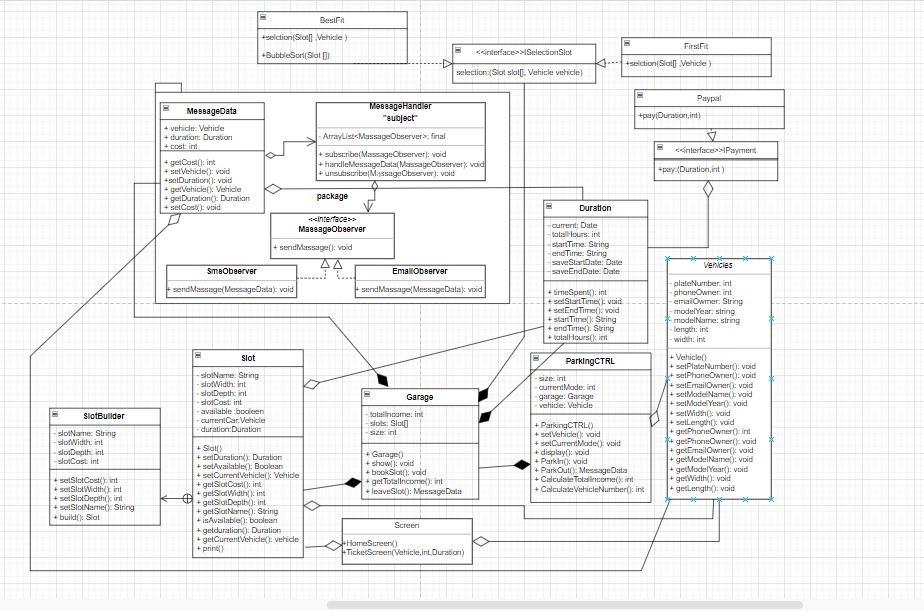 BestFit
+selction(Slot[] ,Vehicle )
+BubbleSort(Slot [])
<<interface>>ISelectionSlot
selection:(Slot slot[], Vehicle vehicle)
FirstFit
+selction(Slot[] ,Vehicle )
Paypal
+pay(Duration,int)
<<interface>>IPayment
+pay:(Duration,int )
MessageData
+ vehicle: Vehicle
+ duration: Duration
+ cost: int
+ getCost(): int
+ setVehicle(): void
+setDuration(): void
+ getVehicle(): Vehicle
+ getDuration(): Duration
+ setCost(): void
MessageHandler
"subject"
- ArrayList<MassageObserver>: final
+ subscribe(MassageObserver): void
+ handleMessageData(MassageObserver): void
+ unsubscribe(MassageObserver): void
package
<<interface>>
MassageObserver
+ sendMassage(): void
SmsObserver
+ sendMassage(MessageData): void
EmailObserver
+ sendMassage(MessageData): void
Duration
- current: Date
- totalHours: int
- startTime: String
- endTime: String
- saveStartDate: Date
- saveEndDate: Date
+ timeSpent(): int
+ setStartTime(): void
+ setEndTime(): void
+ startTime(): String
+ endTime(): String
+ totalHours(): int
Vehicles
- plateNumber: int
- phoneOwner: int
- emailOwner: String
- modelYear: string
- modelName: string
- length: int
- width: int
+ Vehicle()
+ setPlateNumber(): void
+ setPhoneOwner(): void
+ setEmailOwner(): void
+ setModelName(): void
+ setModelYear(): void
+ setWidth(): void
+ setLength(): void
+ getPhoneOwner(): int
+ getPhoneOwner(): void
+ getEmailOwner(): void
+ getModelName(): void
+ getModelYear(): void
+ getWidth(): void
+ getLength(): void
Slot
- slotName: String
- slotWidth: int
- slotDepth: int
- slotCost: int
- available :booleen
- currentCar:Vehicle
- duration:Duration
+ Slot()
+ setDuration(): Duration
+ setAvailable(): Boolean
+ setCurrentVehicle(): Vehicle
+ getSlotCost(): int
+ getSlotWidth(): int
+ getSlotDepth(): int
+ getSlotName(): String
+ isAvailable(): boolean
+ getduration(): Duration
+ getCurrentVehicle(): vehicle
+ print()
SlotBuilder
- slotName: String
- slotWidth: int
- slotDepth: int
- slotCost: int
+ setSlotCost(): int
+ setSlotWidth(): int
+ setSlotDepth(): int
+ setSlotName(): String
+ build(): Slot
Garage
- totalIncome: int
- slots: Slot[]
- size: int
+ Garage()
+ show(): void
+ bookSlot(): void
+ getTotalIncome(): int
+ leaveSlot(): MessageData
ParkingCTRL
- size: int
- currentMode: int
- garage: Garage
- vehicle: Vehicle
+ ParkingCTRL()
+ setVehicle(): void
+ setCurrentMode(): void
+ display(): void
+ ParkIn(): void
+ ParkOut(): MessageData
+ CalculateTotalIncome(): int
+ CalculateVehicleNumber(): int
Screen
+HomeScreen()
+TicketScreen(Vehicle,int,Duration)